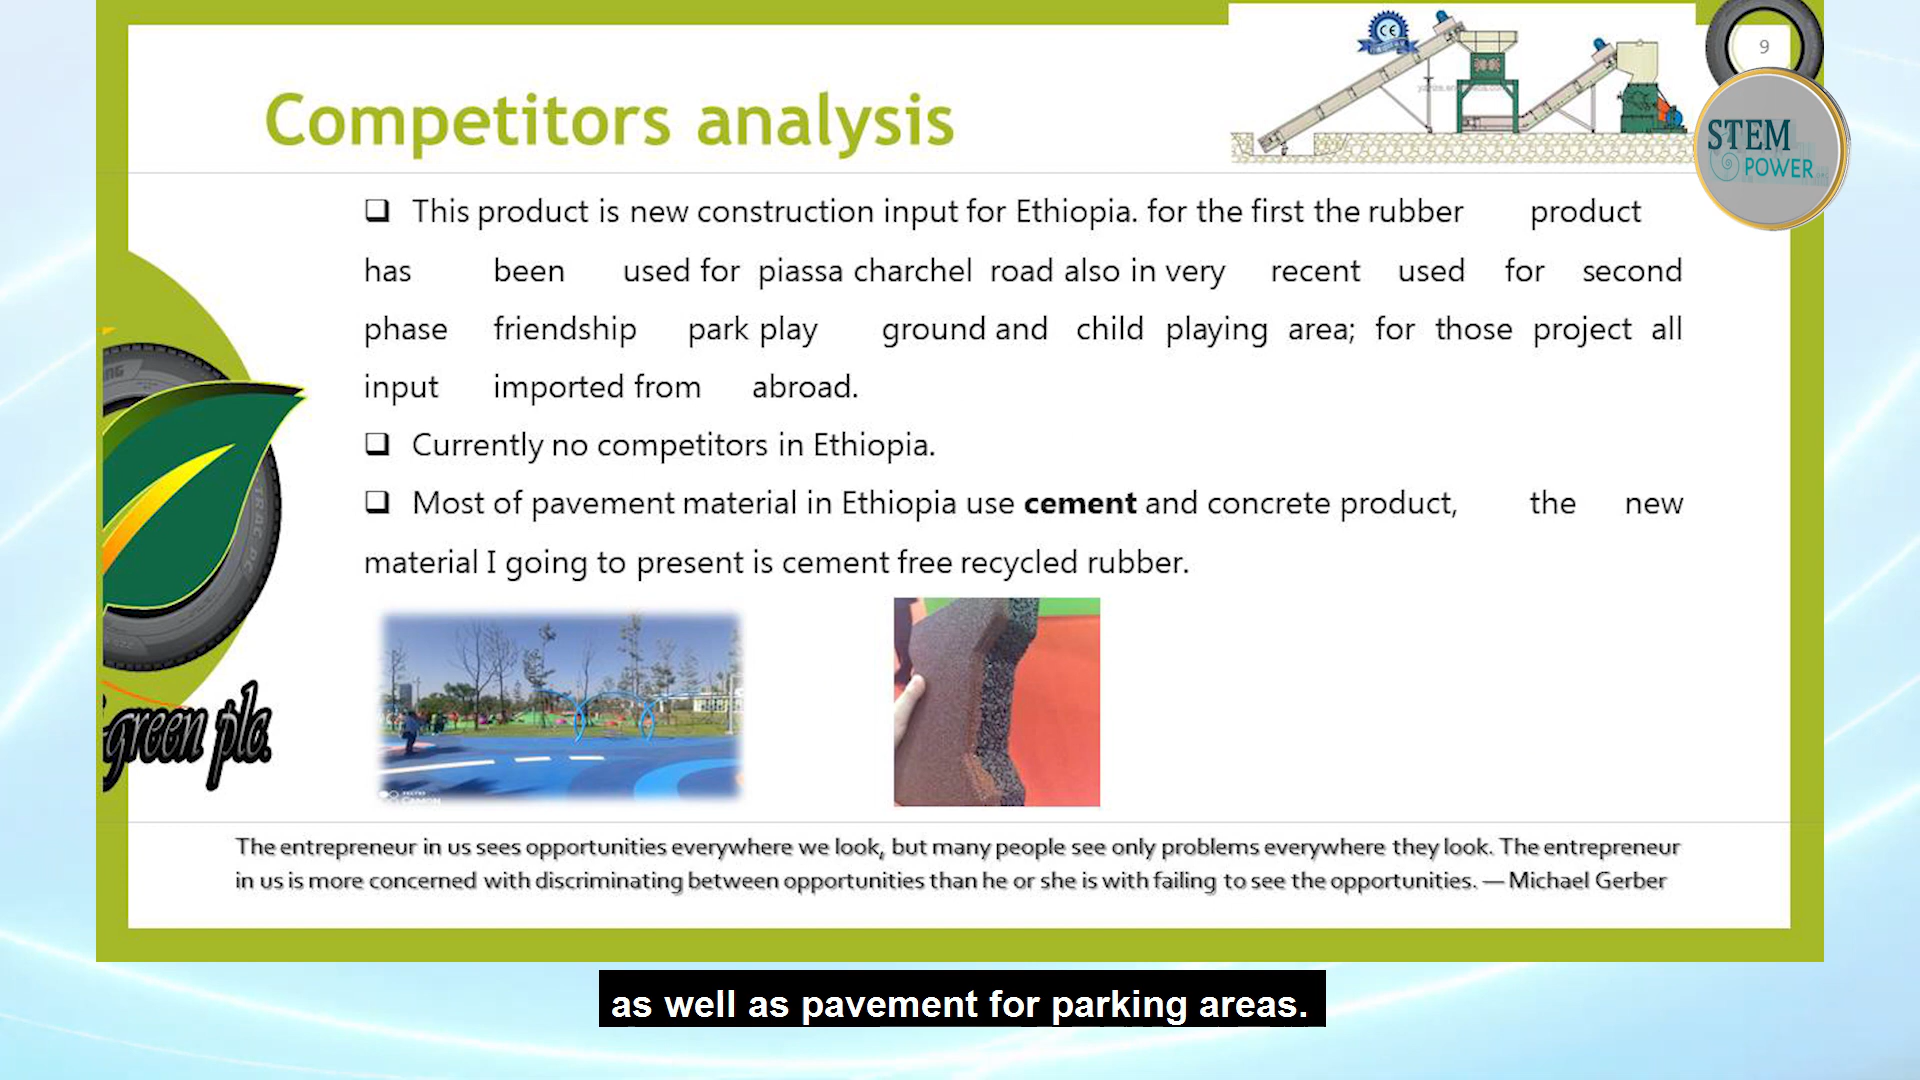 9
Competitors analysis
STEM
POWER
❑ This product is new construction input for Ethiopia. for the first the rubber product
has been used for piassa charchel road also in very recent used for second
phase friendship park play ground and child playing area; for those project all
input imported from abroad.
❑ Currently no competitors in Ethiopia.
❑ Most of pavement material in Ethiopia use cement and concrete product, the new
material I going to present is cement free recycled rubber.
green plc.
CAMON
The entrepreneur in us sees opportunities everywhere we look, but many people see only problems everywhere they look. The entrepreneur
in us is more concerned with discriminating between opportunities than he or she is with failing to see the opportunities. — Michael Gerber
as well as pavement for parking areas.